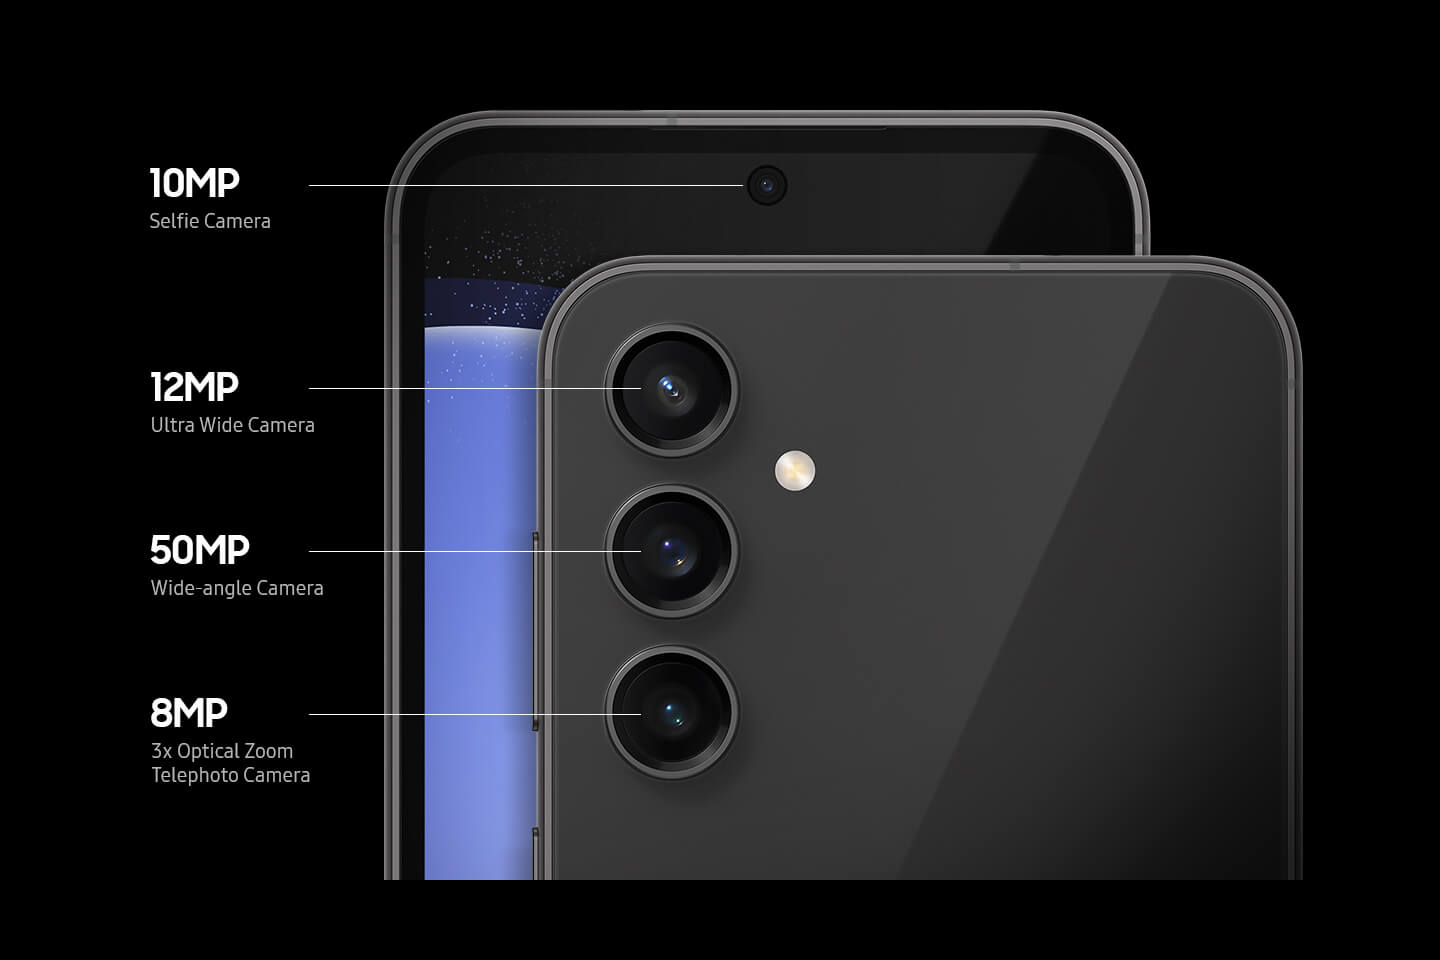 10MP
Selfie Camera
12MP
Ultra Wide Camera
50MP
Wide-angle Camera
8MP
3x Optical Zoom
Telephoto Camera